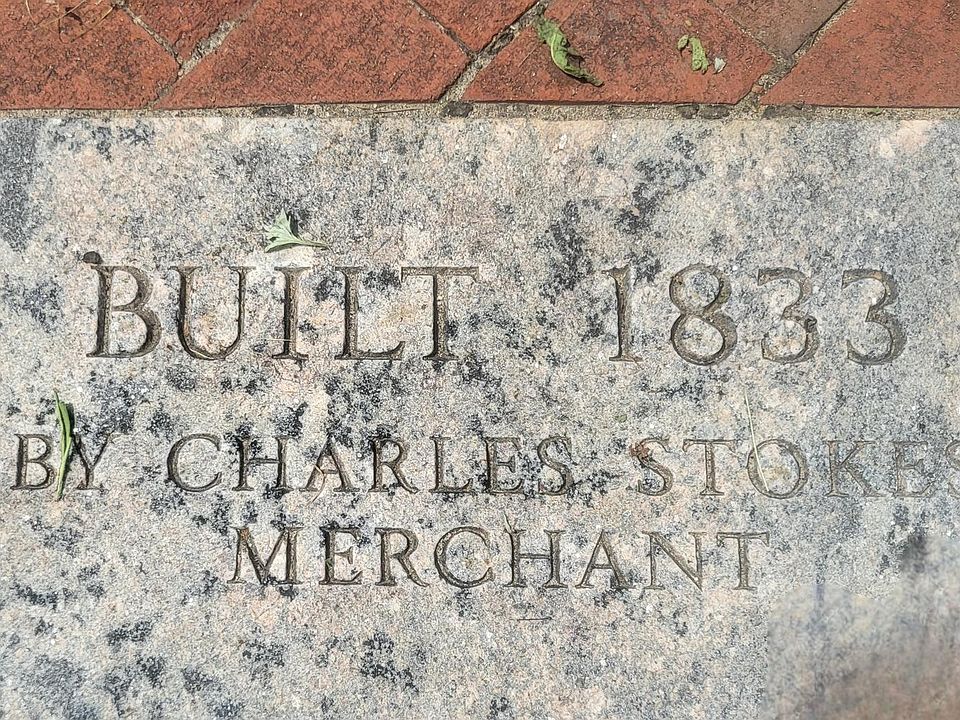 BUILT 1833
BY CHARLES STOKES
MERCHANT